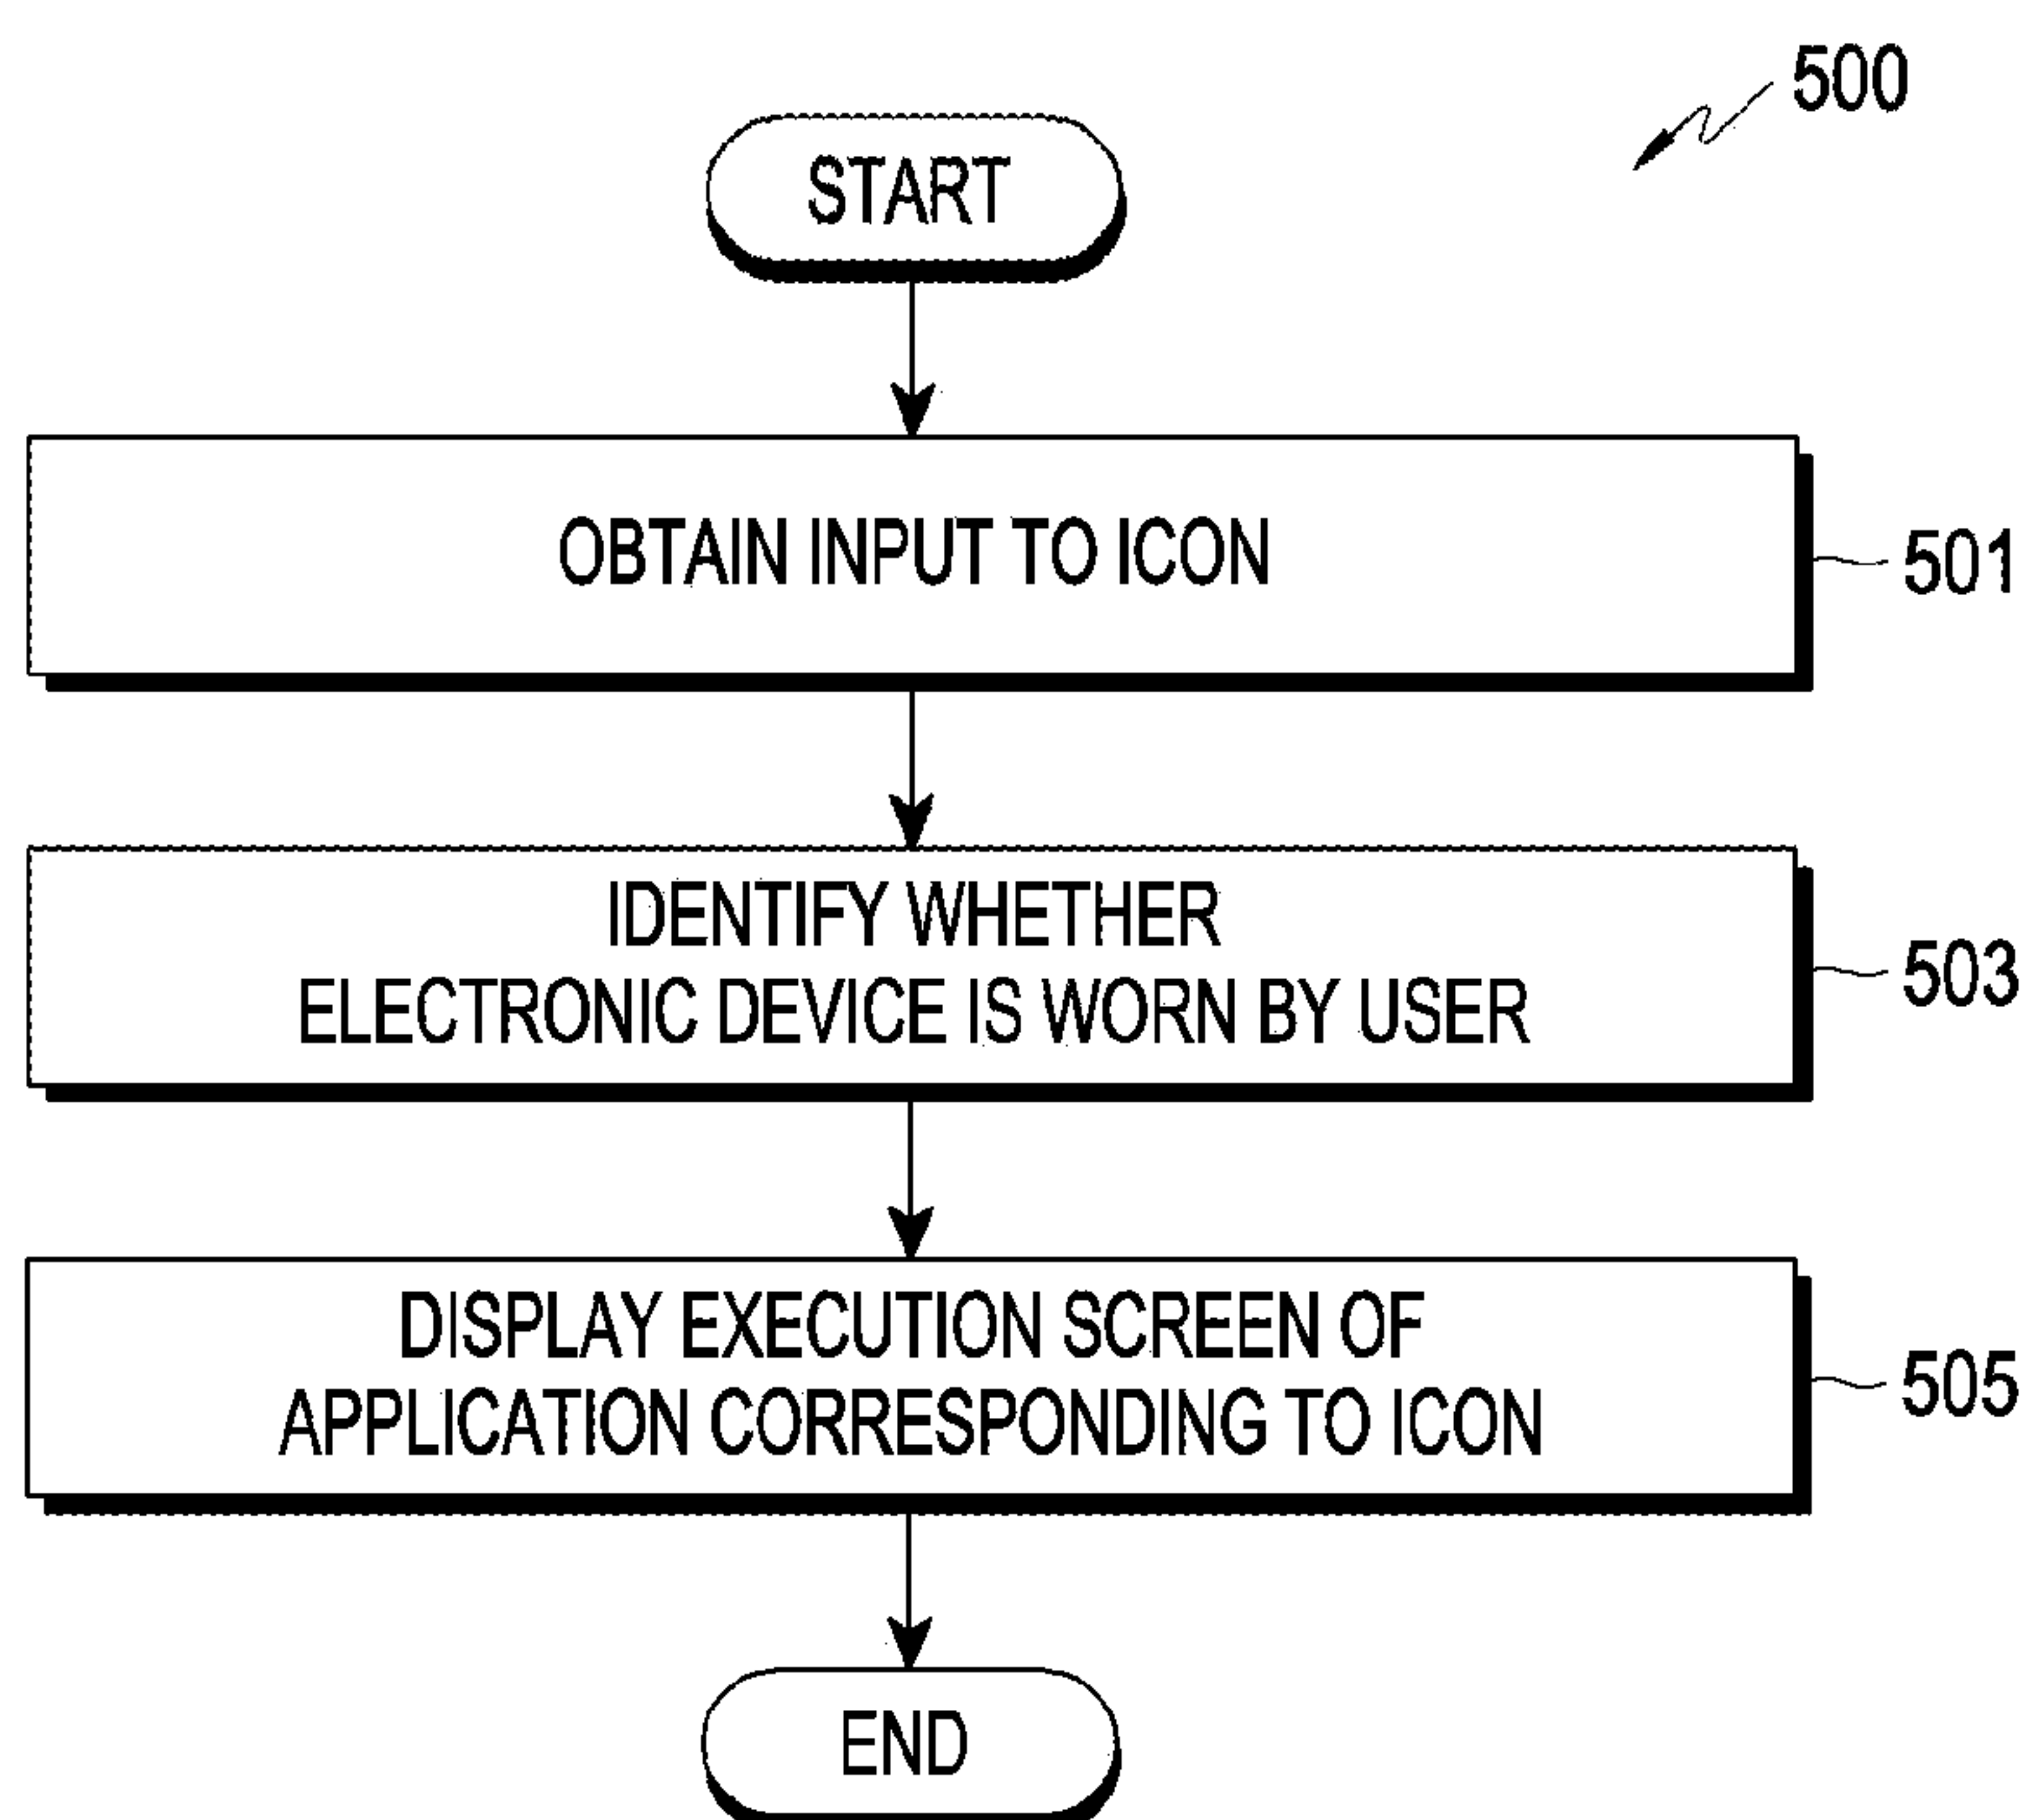 500
START
OBTAIN INPUT TO ICON
501
IDENTIFY WHETHER
ELECTRONIC DEVICE IS WORN BY USER
503
DISPLAY EXECUTION SCREEN OF
APPLICATION CORRESPONDING TO ICON
505
END